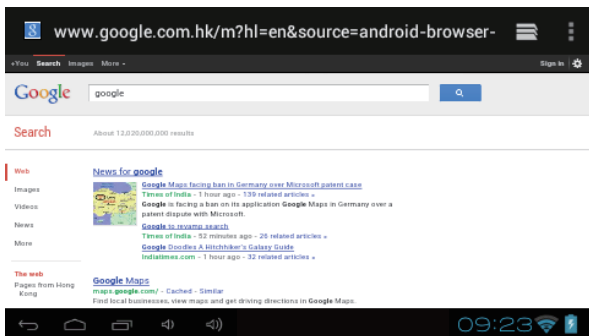 www.google.com.hk/m?hl=en&source=android-browser-
+You Search Images More
Sign in
Google google
Search About 12,020,000,000 results
Web
Images
Videos
News
More
The web
Pages from Hong
Kong
News for google
Google Maps facing ban in Germany over Microsoft patent case
Times of India - 1 hour ago - 139 related articles »
Google is facing a ban on its application Google Maps in Germany over a
patent dispute with Microsoft.
Google to revamp search
Times of India - 52 minutes ago - 26 related articles »
Google Doodles A Hitchhiker's Galaxy Guide
Indiatimes.com - 1 hour ago - 32 related articles »
Google Maps
maps.google.com/ - Cached - Similar
Find local businesses, view maps and get driving directions in Google Maps.
09:23